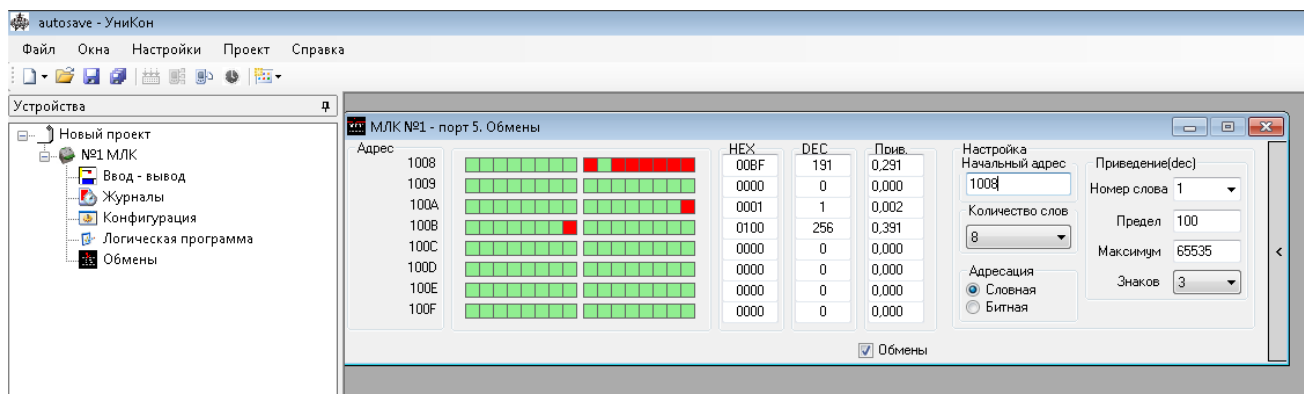 autosave - УниКон
Файл Окна Настройки Проект Справка
Устройства
Новый проект
№1 МЛК
Ввод - вывод
Журналы
Конфигурация
Логическая программа
Обмены
МЛК №1 - порт 5. Обмены
Адрес HEX DEC Прив. Настройка
Начальный адрес Приведение(dec)
1008 00BF 191 0,291
1008 Номер слова 1
1009 0000 0 0,000
100A 0001 1 0,002
Количество слов Предел 100
100B 0100 256 0,391
8
100C 0000 0 0,000
Максимум 65535 <
100D 0000 0 0,000
Адресация
100E 0000 0 0,000
Словная Знаков 3
100F 0000 0 0,000
Битная
Обмены